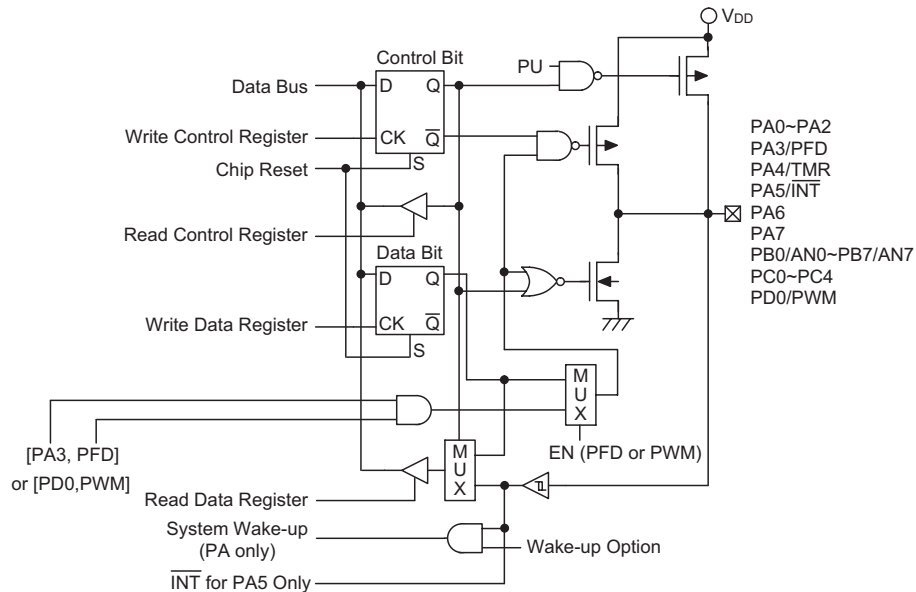 V_DD
Control Bit
PU
Data Bus
D Q
Write Control Register
CK Q̅
Chip Reset
S
PA0~PA2
PA3/PFD
PA4/TMR
PA5/I̅N̅T̅
PA6
PA7
PB0/AN0~PB7/AN7
PC0~PC4
PD0/PWM
Read Control Register
Data Bit
D Q
Write Data Register
CK Q̅
S
M
U
X
[PA3, PFD]
or [PD0,PWM]
EN (PFD or PWM)
M
U
X
Read Data Register
System Wake-up
(PA only)
Wake-up Option
I̅N̅T̅ for PA5 Only